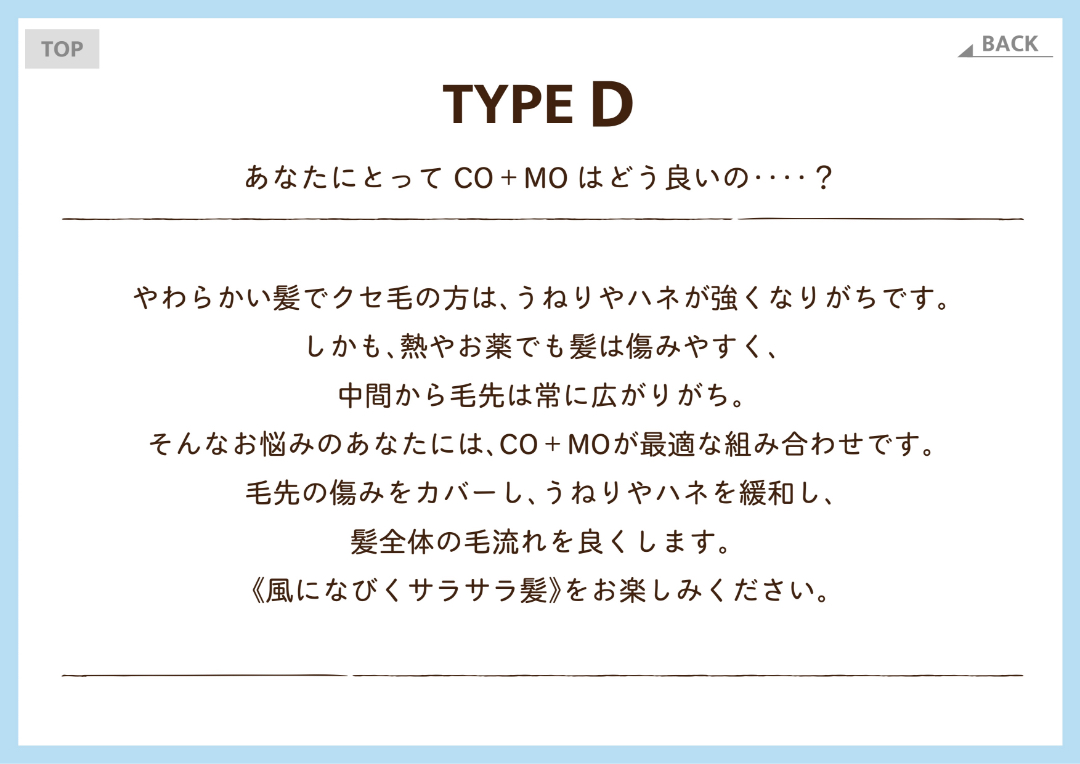 TOP
BACK
TYPE D
あなたにとって CO+MO はどう良いの‥‥?
やわらかい髪でクセ毛の方は、うねりやハネが強くなりがちです。
しかも、熱やお薬でも髪は傷みやすく、
中間から毛先は常に広がりがち。
そんなお悩みのあなたには、CO+MOが最適な組み合わせです。
毛先の傷みをカバーし、うねりやハネを緩和し、
髪全体の毛流れを良くします。
《風になびくサラサラ髪》をお楽しみください。